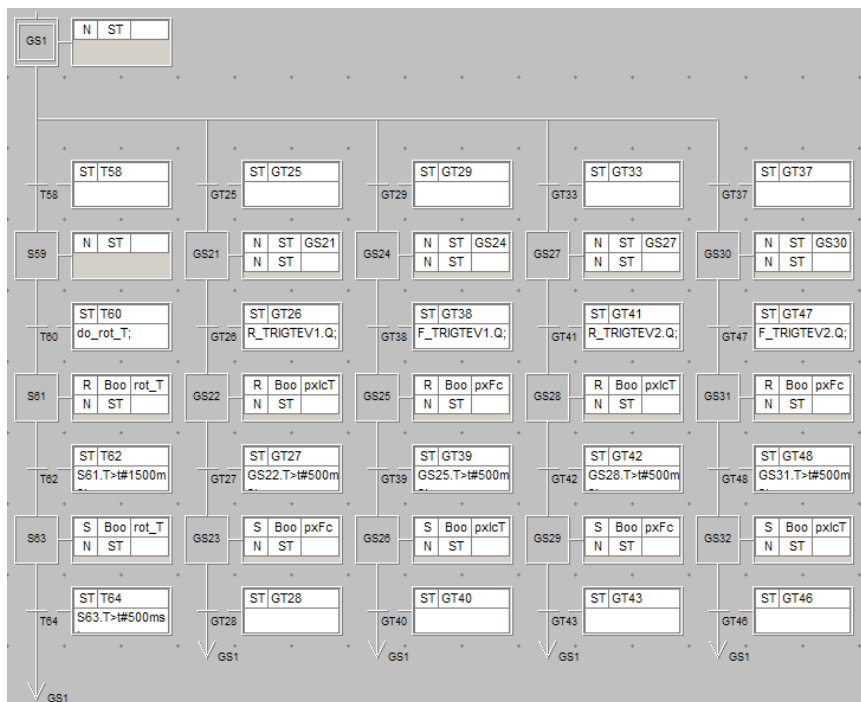 GS1 N ST
ST T58 ST GT25 ST GT29 ST GT33 ST GT37
T58 GT25 GT29 GT33 GT37
S59 N ST GS21 N ST GS21 GS24 N ST GS24 GS27 N ST GS27 GS30 N ST GS30
N ST N ST N ST N ST
ST T60 ST GT26 ST GT38 ST GT41 ST GT47
T60 do_rot_T; GT26 R_TRIGTEV1.Q; GT38 F_TRIGTEV1.Q; GT41 R_TRIGTEV2.Q; GT47 F_TRIGTEV2.Q;
S61 R Boo rot_T GS22 R Boo pxIcT GS25 R Boo pxFc GS28 R Boo pxIcT GS31 R Boo pxFc
N ST N ST N ST N ST N ST
ST T62 ST GT27 ST GT39 ST GT42 ST GT48
T62 S61.T>t#1500m GT27 GS22.T>t#500m GT39 GS25.T>t#500m GT42 GS28.T>t#500m GT48 GS31.T>t#500m
S63 S Boo rot_T GS23 S Boo pxFc GS26 S Boo pxIcT GS29 S Boo pxFc GS32 S Boo pxIcT
N ST N ST N ST N ST N ST
ST T64 ST GT28 ST GT40 ST GT43 ST GT46
T64 S63.T>t#500ms GT28 GT40 GT43 GT46
GS1 GS1 GS1 GS1
GS1